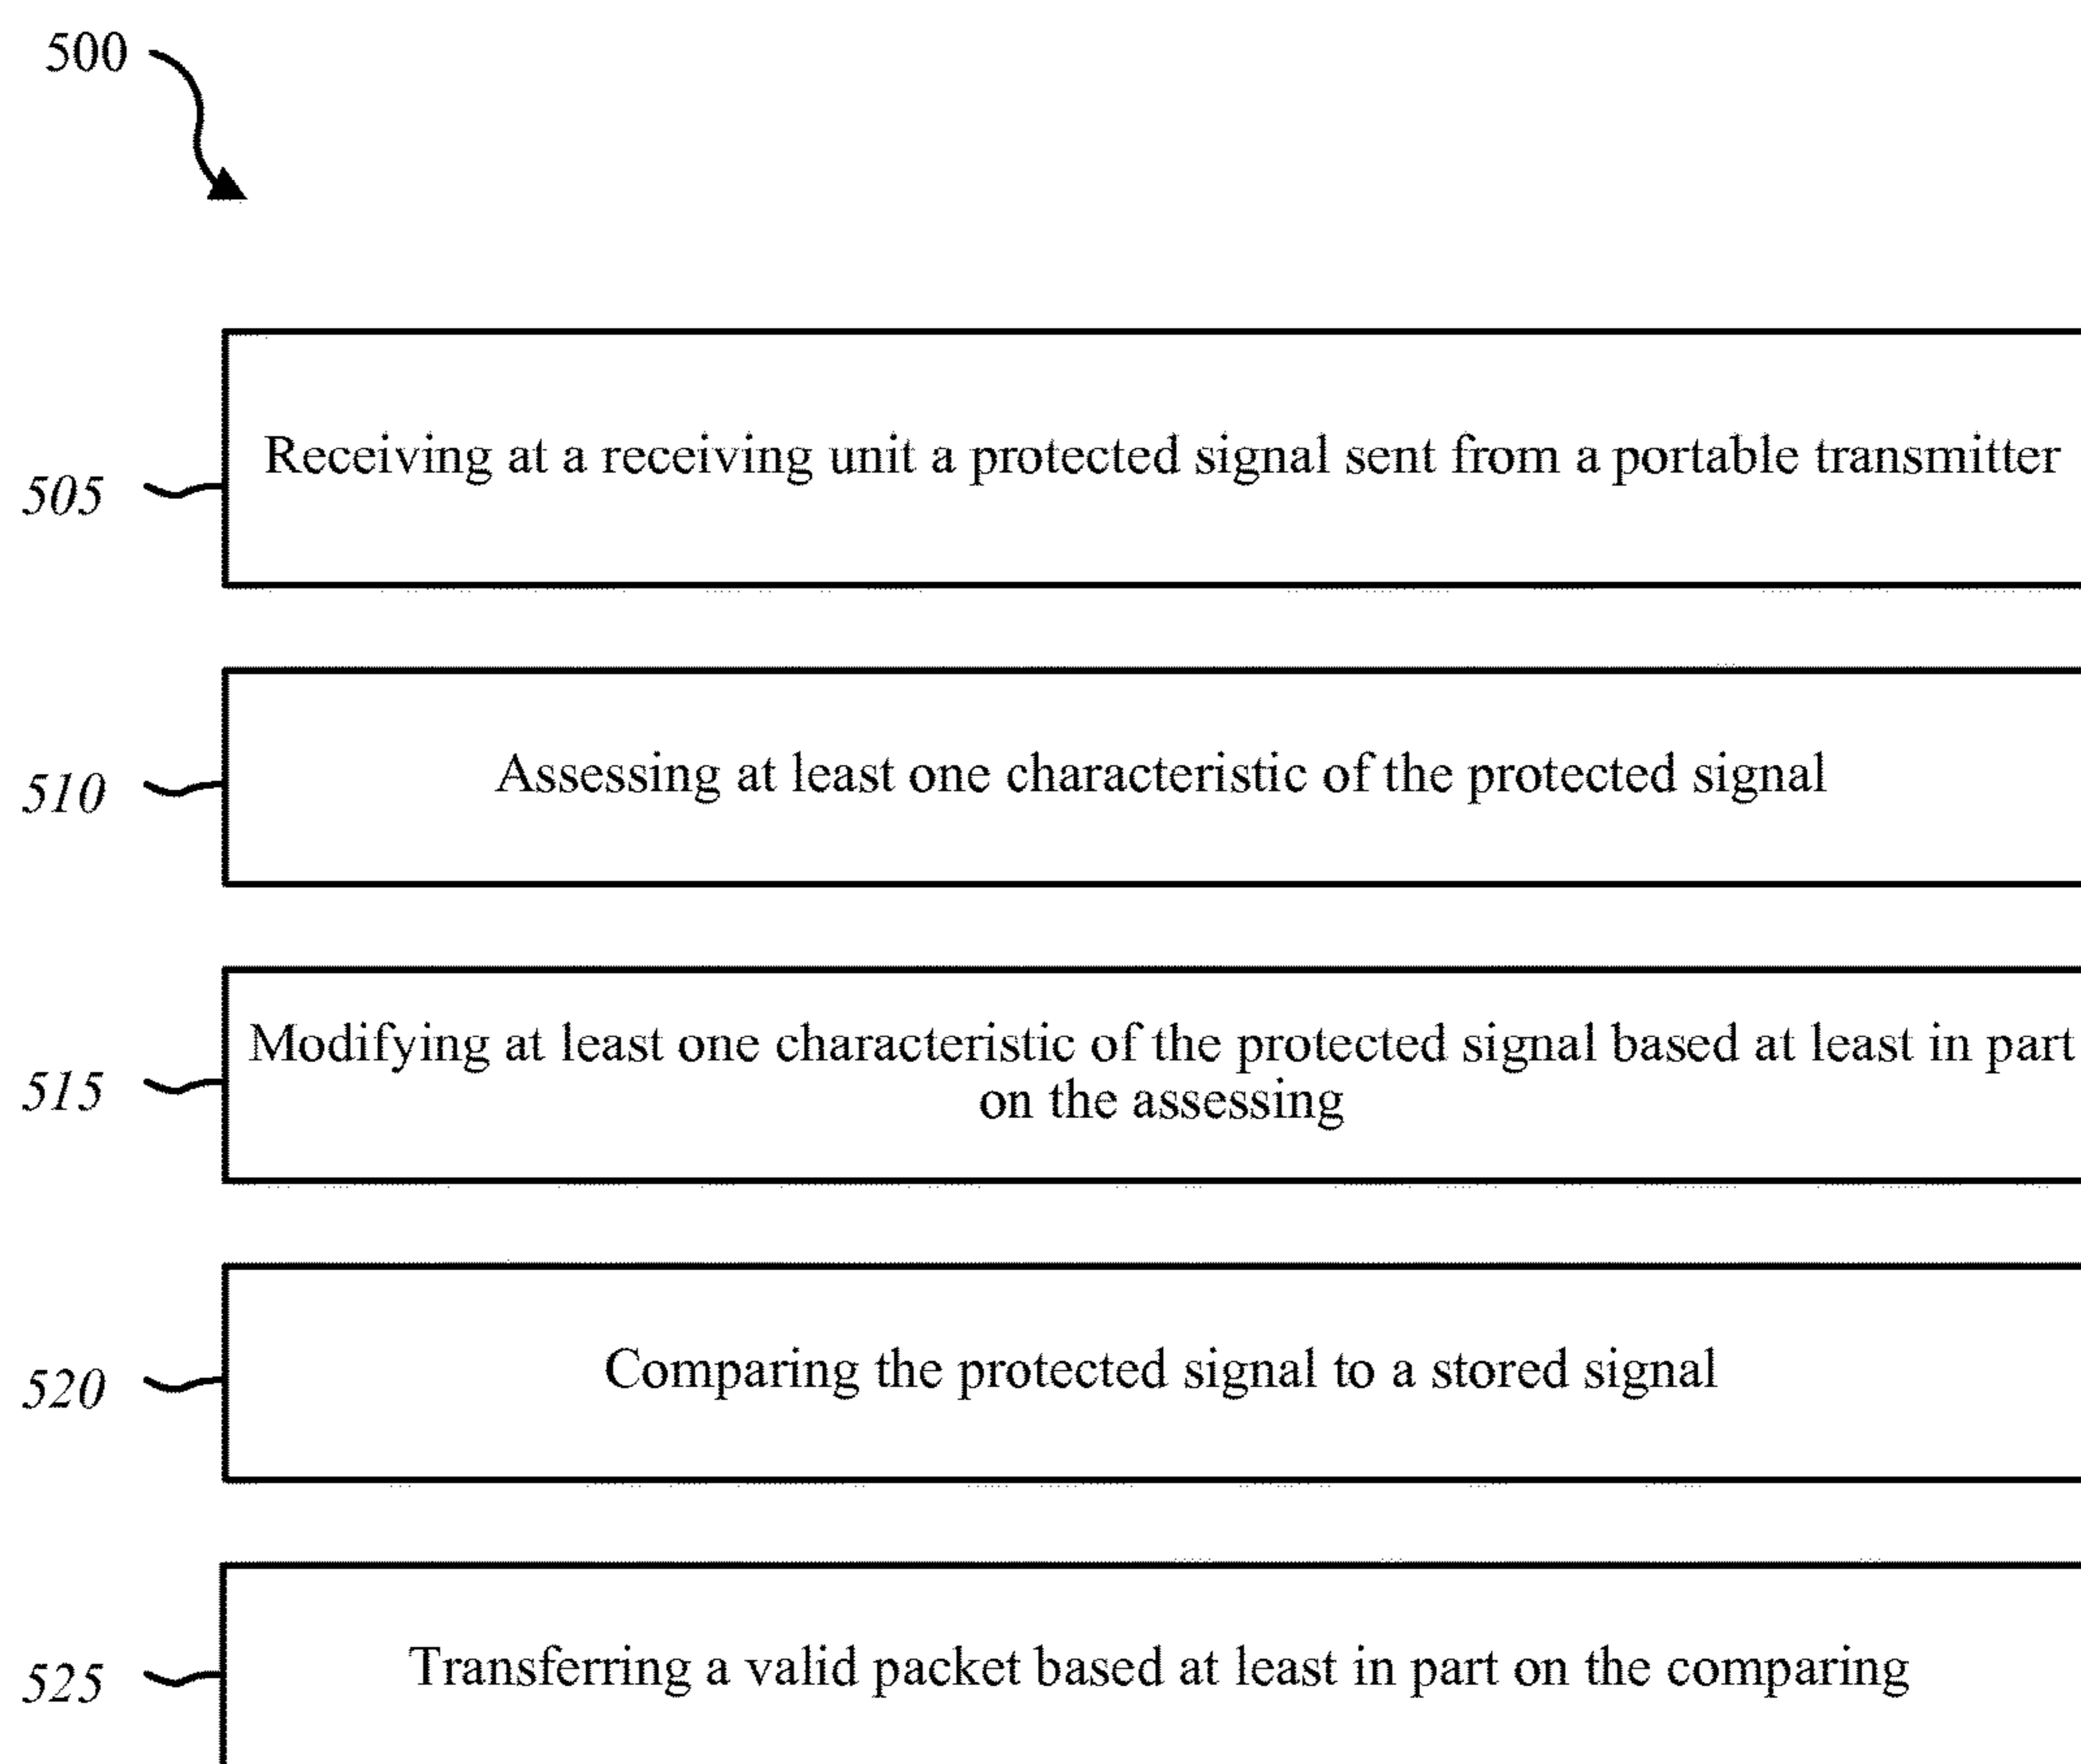 500
Receiving at a receiving unit a protected signal sent from a portable transmitter
505
Assessing at least one characteristic of the protected signal
510
Modifying at least one characteristic of the protected signal based at least in part
on the assessing
515
Comparing the protected signal to a stored signal
520
Transferring a valid packet based at least in part on the comparing
525